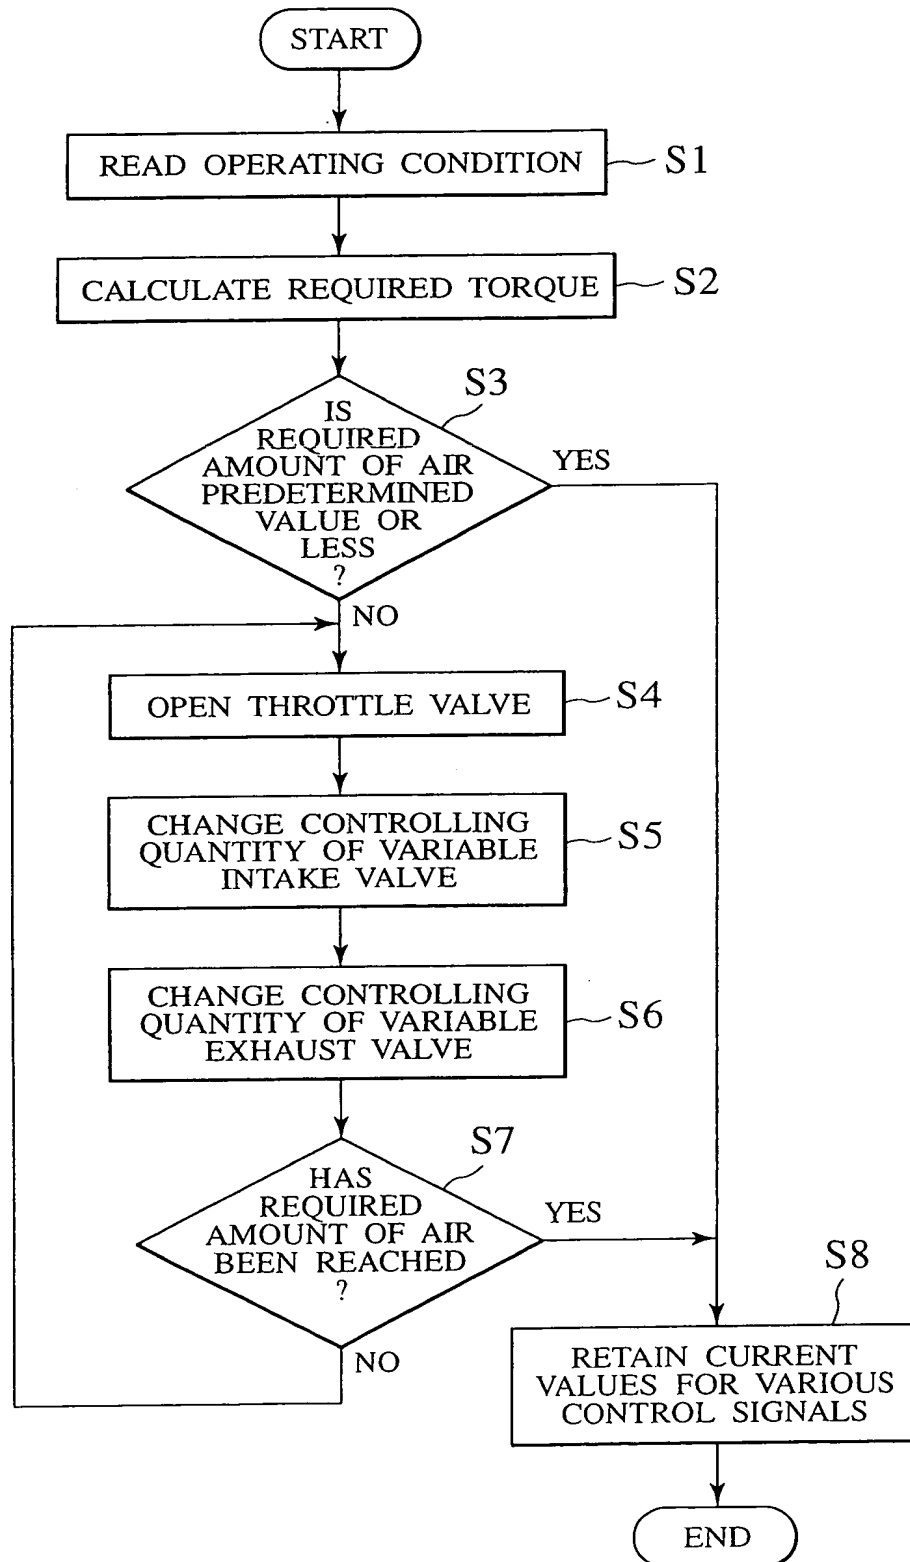 START
READ OPERATING CONDITION
S1
CALCULATE REQUIRED TORQUE
S2
S3
IS
REQUIRED
AMOUNT OF AIR
PREDETERMINED
VALUE OR
LESS
?
YES
NO
OPEN THROTTLE VALVE
S4
CHANGE CONTROLLING
QUANTITY OF VARIABLE
INTAKE VALVE
S5
CHANGE CONTROLLING
QUANTITY OF VARIABLE
EXHAUST VALVE
S6
S7
HAS
REQUIRED
AMOUNT OF AIR
BEEN REACHED
?
YES
NO
S8
RETAIN CURRENT
VALUES FOR VARIOUS
CONTROL SIGNALS
END